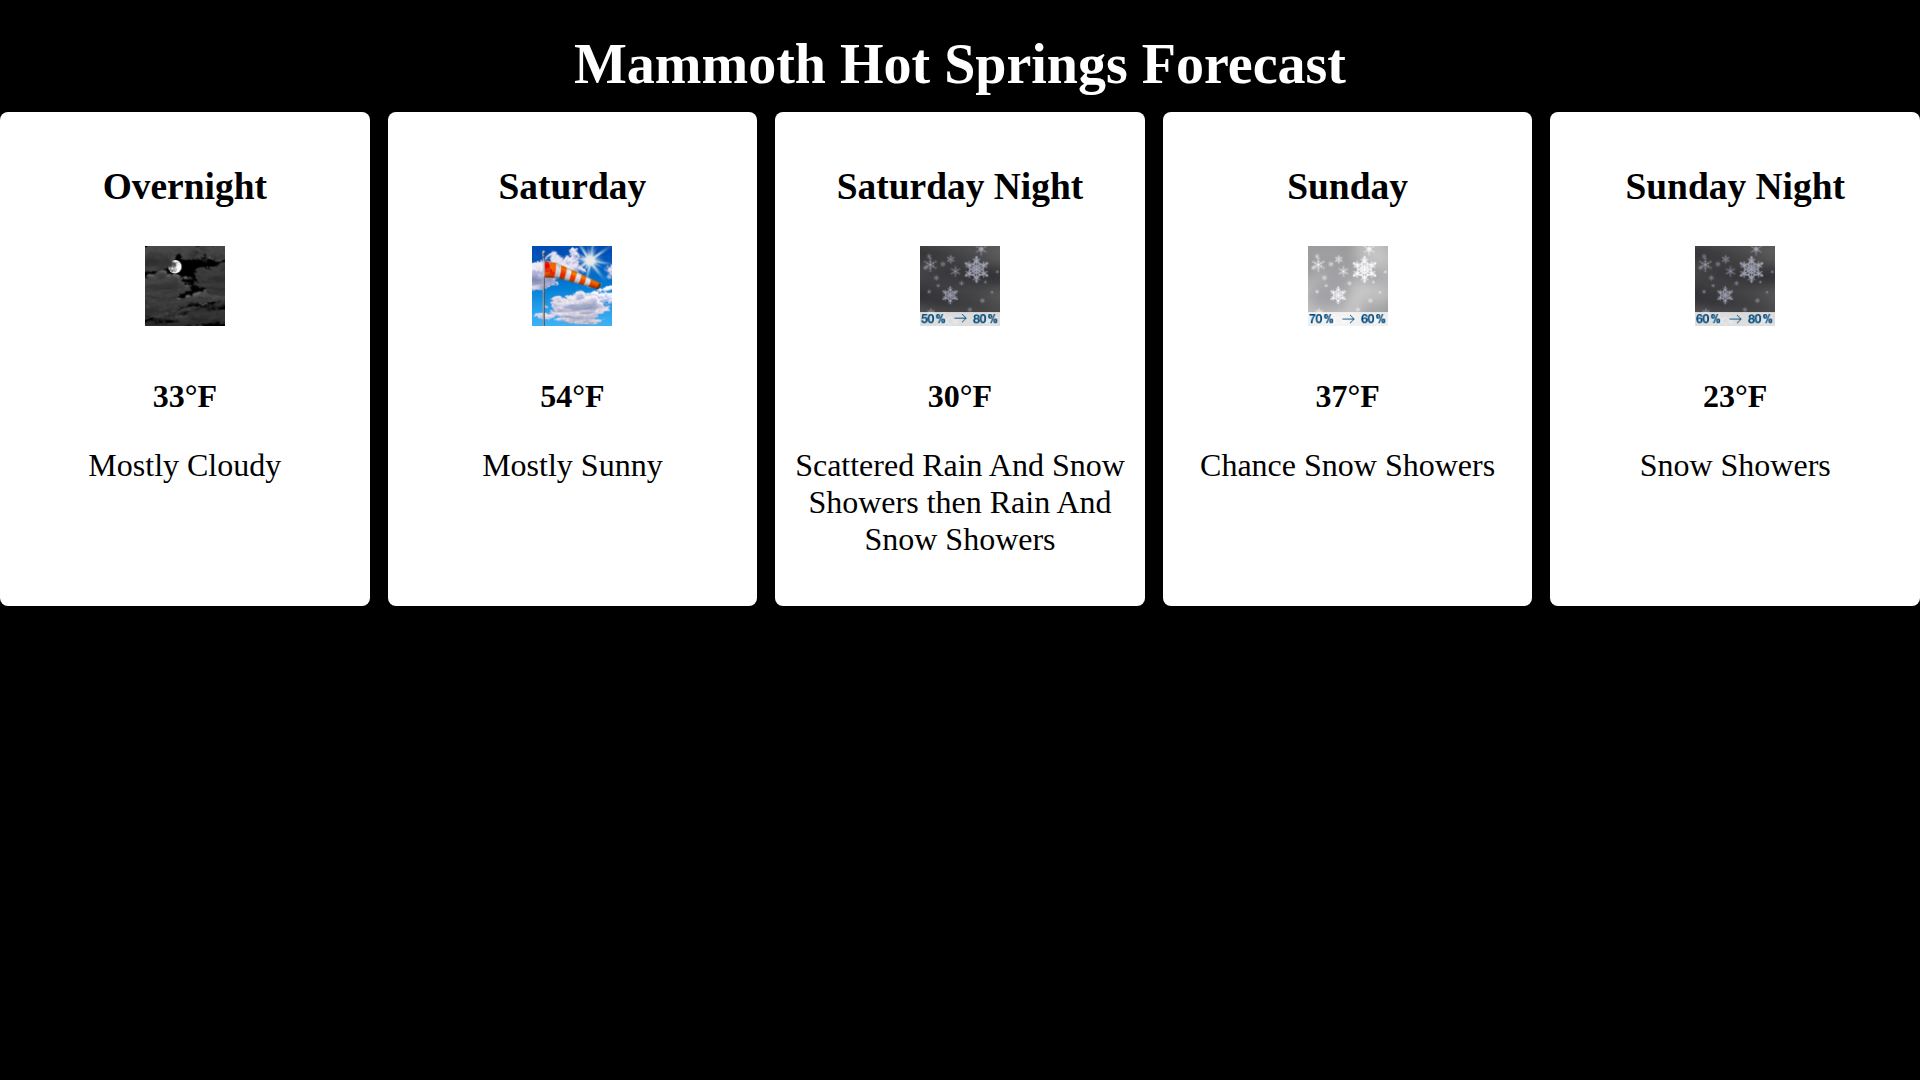 Mammoth Hot Springs Forecast
Overnight
33°F
Mostly Cloudy
Saturday
54°F
Mostly Sunny
Saturday Night
50% → 80%
30°F
Scattered Rain And Snow
Showers then Rain And
Snow Showers
Sunday
70% → 60%
37°F
Chance Snow Showers
Sunday Night
60% → 80%
23°F
Snow Showers